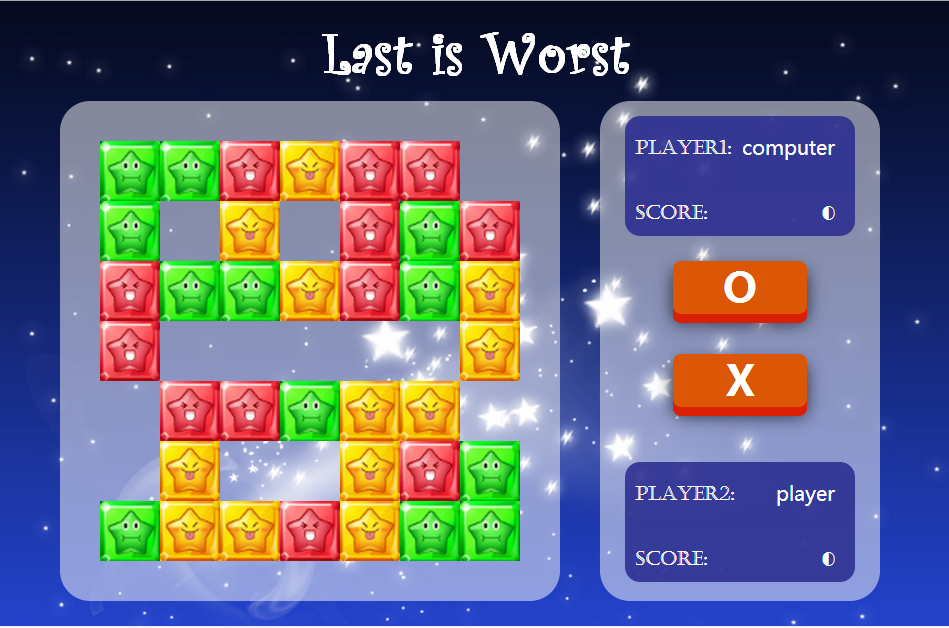 Last is Worst
PLAYER1: computer
SCORE: ◐
O
X
PLAYER2: player
SCORE: ◐